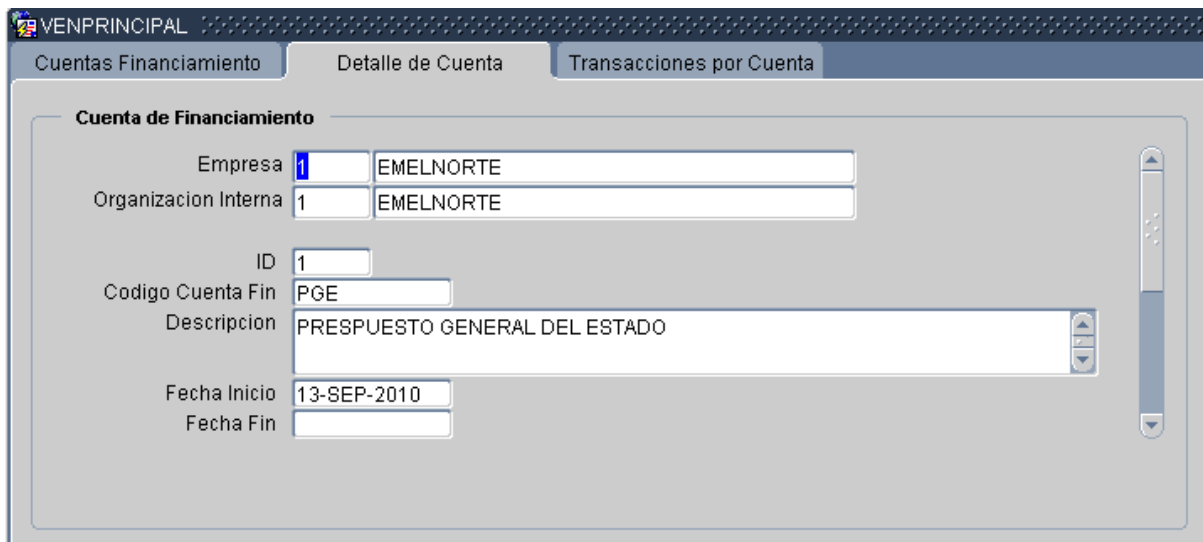 VENPRINCIPAL
Cuentas Financiamiento Detalle de Cuenta Transacciones por Cuenta
Cuenta de Financiamiento
Empresa 1 EMELNORTE
Organizacion Interna 1 EMELNORTE
ID 1
Codigo Cuenta Fin PGE
Descripcion PRESPUESTO GENERAL DEL ESTADO
Fecha Inicio 13-SEP-2010
Fecha Fin